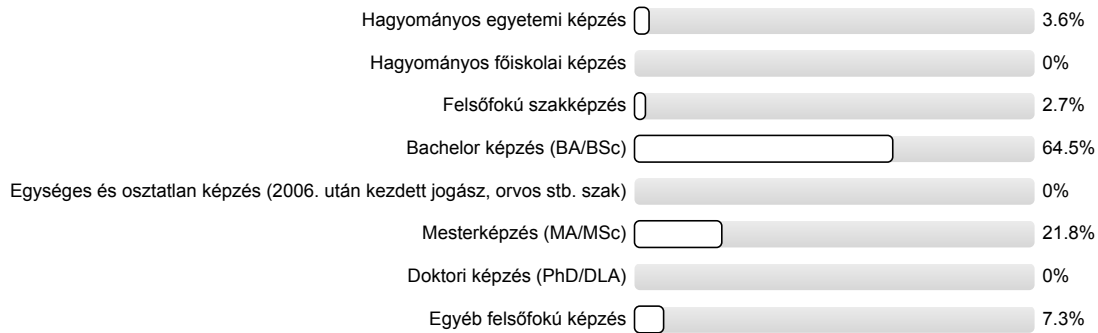 Hagyományos egyetemi képzés 3.6%
Hagyományos főiskolai képzés 0%
Felsőfokú szakképzés 2.7%
Bachelor képzés (BA/BSc) 64.5%
Egységes és osztatlan képzés (2006. után kezdett jogász, orvos stb. szak) 0%
Mesterképzés (MA/MSc) 21.8%
Doktori képzés (PhD/DLA) 0%
Egyéb felsőfokú képzés 7.3%